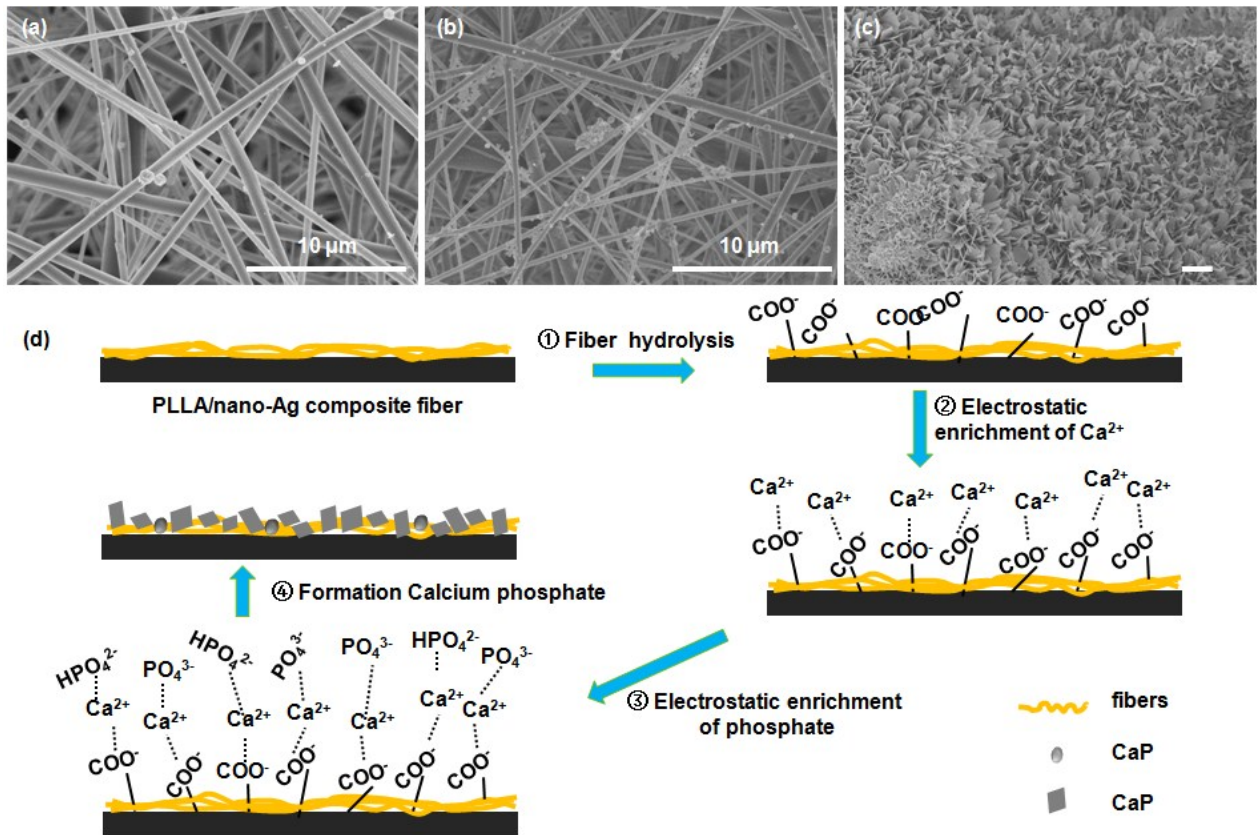 (a)
10 µm
(b)
10 µm
(c)
(d)
PLLA/nano-Ag composite fiber
① Fiber hydrolysis
COO⁻ COO⁻ COO COO⁻ COO⁻ COO⁻ COO⁻
② Electrostatic
enrichment of Ca²⁺
Ca²⁺ Ca²⁺ Ca²⁺ Ca²⁺ Ca²⁺ Ca²⁺ Ca²⁺
COO⁻ COO⁻ COO⁻ COO⁻ COO⁻ COO⁻ COO⁻
③ Electrostatic enrichment
of phosphate
HPO₄²⁻ PO₄³⁻ HPO₄²⁻ PO₄³⁻ PO₄³⁻ HPO₄²⁻ PO₄³⁻
Ca²⁺ Ca²⁺ Ca²⁺ Ca²⁺ Ca²⁺ Ca²⁺ Ca²⁺
COO⁻ COO⁻ COO⁻ COO⁻ COO⁻ COO⁻ COO⁻
④ Formation Calcium phosphate
fibers
CaP
CaP